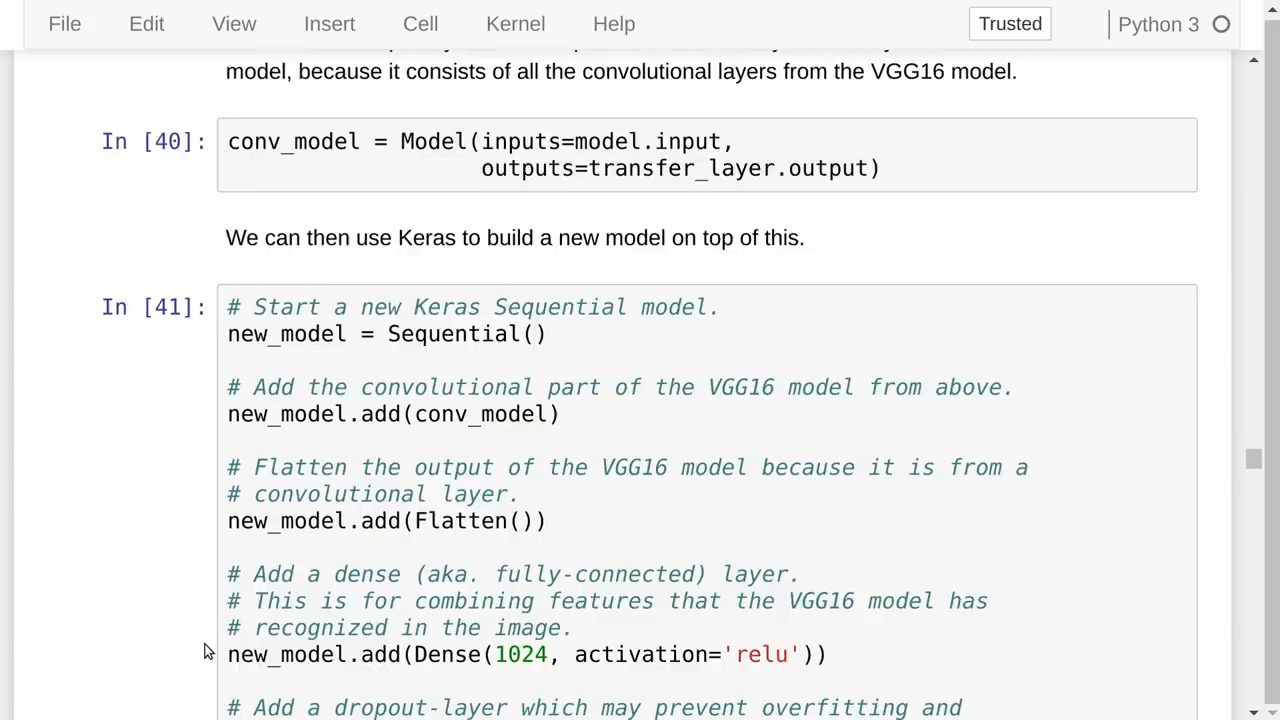 File Edit View Insert Cell Kernel Help Trusted Python 3
model, because it consists of all the convolutional layers from the VGG16 model.
In [40]: conv_model = Model(inputs=model.input,
outputs=transfer_layer.output)
We can then use Keras to build a new model on top of this.
In [41]: # Start a new Keras Sequential model.
new_model = Sequential()
# Add the convolutional part of the VGG16 model from above.
new_model.add(conv_model)
# Flatten the output of the VGG16 model because it is from a
# convolutional layer.
new_model.add(Flatten())
# Add a dense (aka. fully-connected) layer.
# This is for combining features that the VGG16 model has
# recognized in the image.
new_model.add(Dense(1024, activation='relu'))
# Add a dropout-layer which may prevent overfitting and